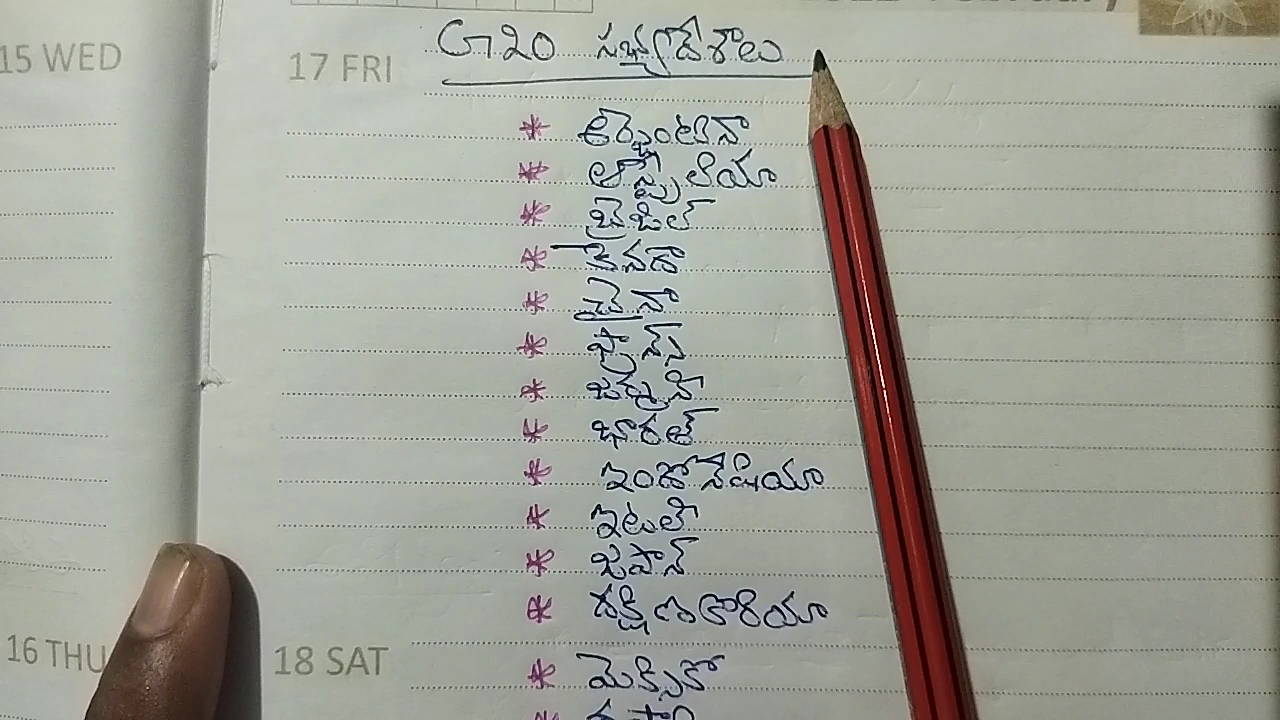 15 WED
17 FRI
G20 సభ్యదేశాలు
* అర్జెంటీనా
* ఆస్ట్రేలియా
* బ్రెజిల్
* కెనడా
* చైనా
* ఫ్రాన్స్
* జర్మనీ
* భారత్
* ఇండోనేషియా
* ఇటలీ
* జపాన్
* దక్షిణ కొరియా
16 THU
18 SAT
* మెక్సికో